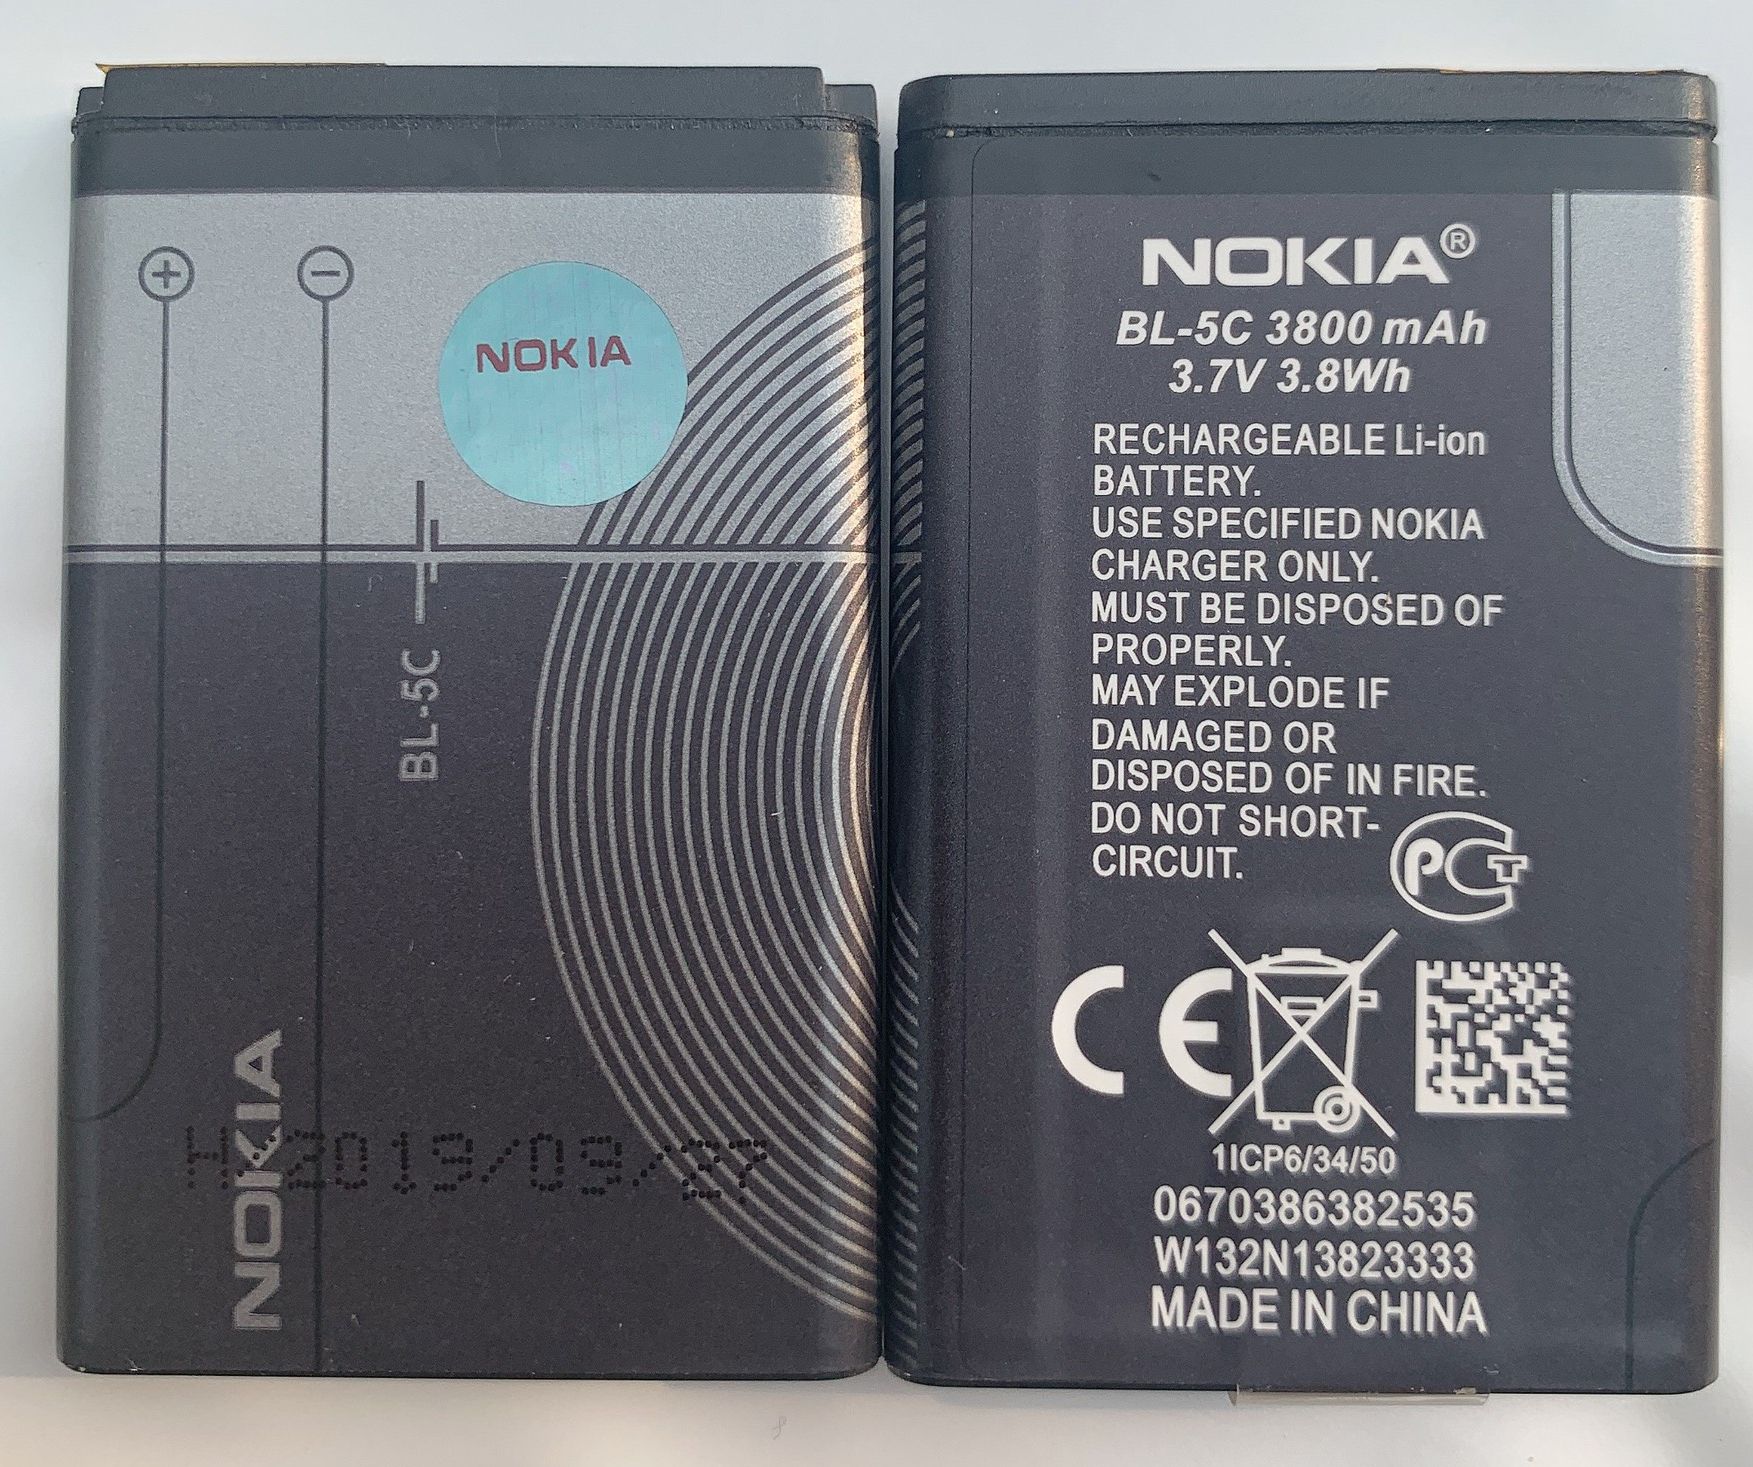 +
−
NOKIA
BL-5C
NOKIA
H 2013/03/27
NOKIA®
BL-5C 3800 mAh
3.7V 3.8Wh
RECHARGEABLE Li-ion
BATTERY.
USE SPECIFIED NOKIA
CHARGER ONLY.
MUST BE DISPOSED OF
PROPERLY.
MAY EXPLODE IF
DAMAGED OR
DISPOSED OF IN FIRE.
DO NOT SHORT-
CIRCUIT.
PCT
CE
1ICP6/34/50
0670386382535
W132N13823333
MADE IN CHINA